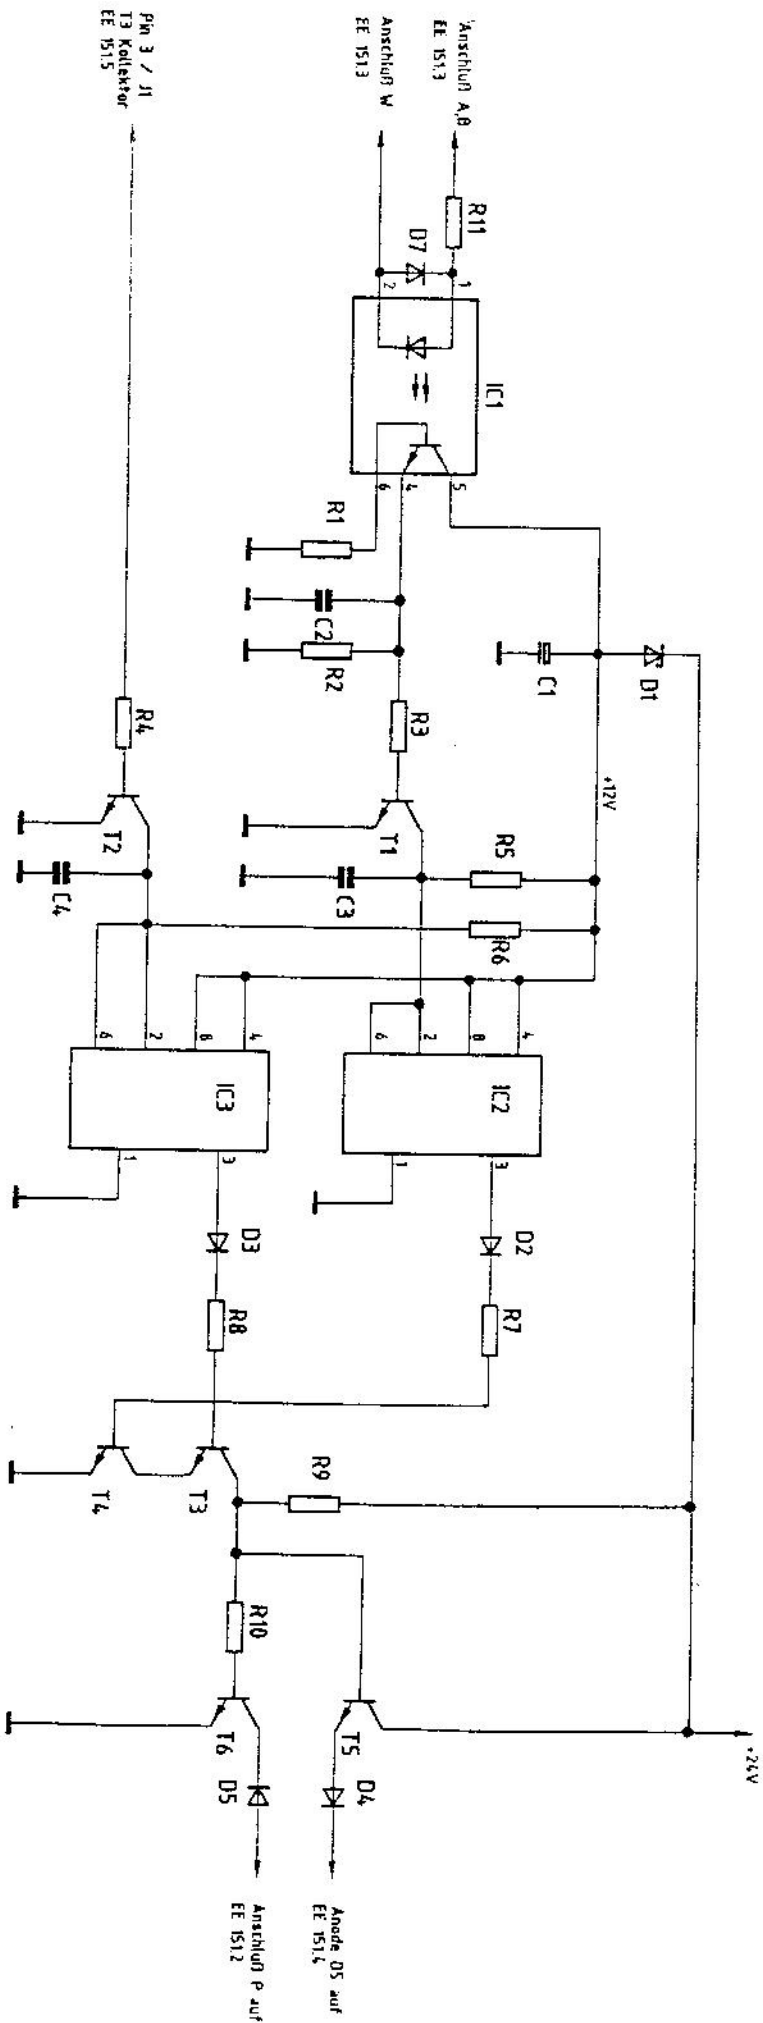 Anschluß A,B
EE 151.3
Anschluß W
EE 151.3
Pin 3 / J1
T3 Kollektor
EE 151.5
R11
D7
1
2
IC1
5
4
6
R1
C2
R2
R3
R4
T1
T2
C1
D1
+12V
R5
R6
C3
C4
4
8
2
6
IC2
3
1
4
8
2
6
IC3
3
1
D2
D3
R7
R8
T3
T4
R9
R10
T5
T6
D4
D5
+24V
Anode D5 auf
EE 151.4
Anschluß P auf
EE 151.2